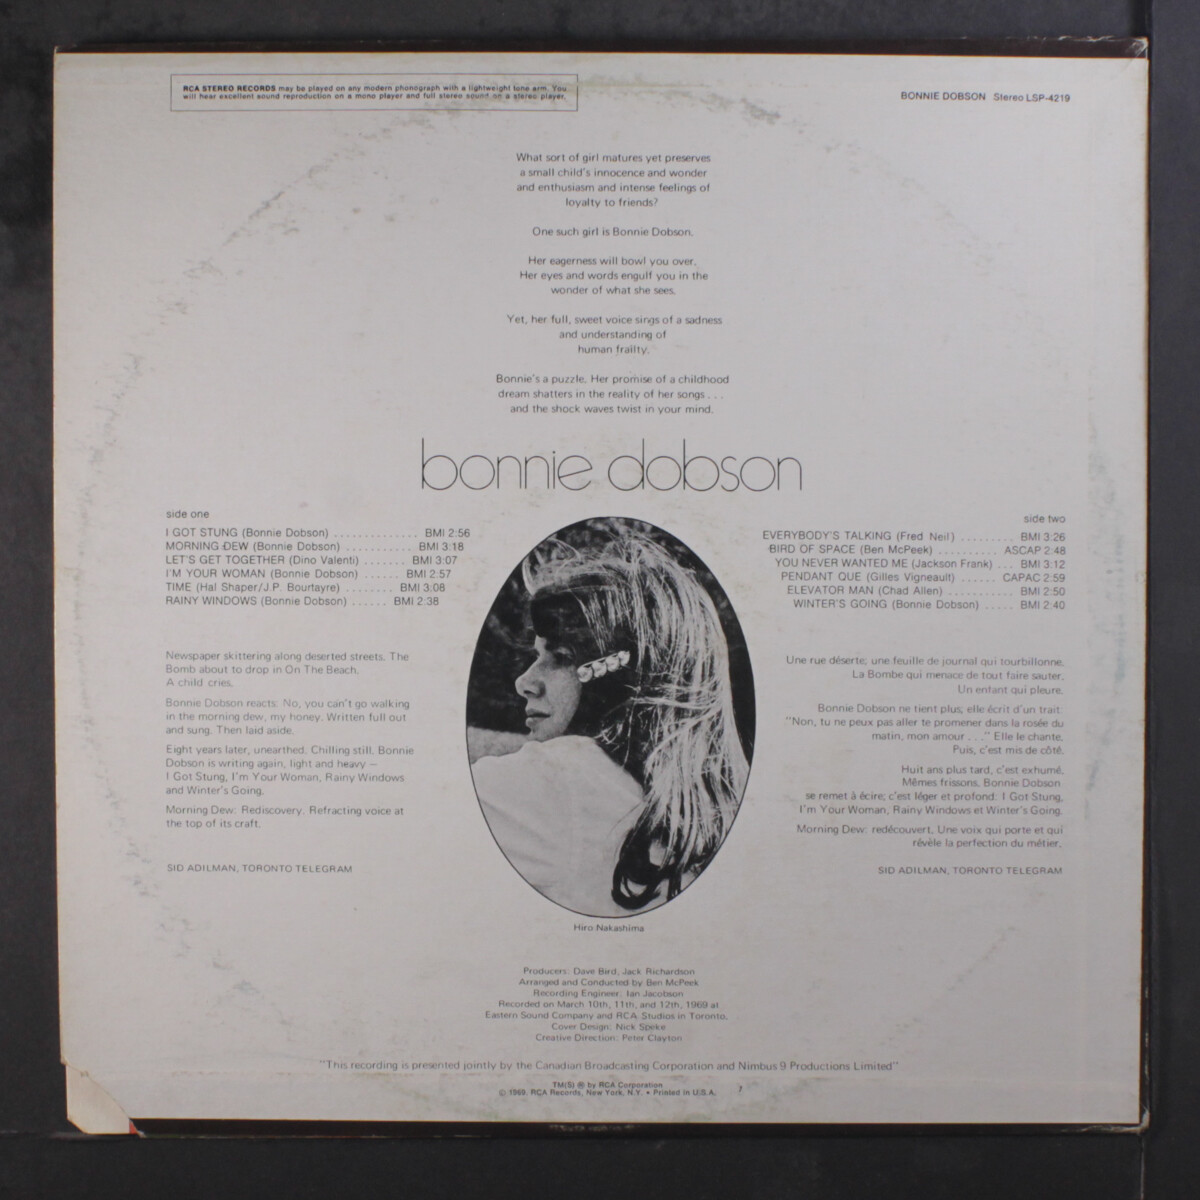 RCA STEREO RECORDS may be played on any modern phonograph with a lightweight tone arm. You
will hear excellent sound reproduction on a mono player and full stereo sound on a stereo player.
BONNIE DOBSON Stereo LSP-4219
What sort of girl matures yet preserves
a small child's innocence and wonder
and enthusiasm and intense feelings of
loyalty to friends?
One such girl is Bonnie Dobson.
Her eagerness will bowl you over.
Her eyes and words engulf you in the
wonder of what she sees.
Yet, her full, sweet voice sings of a sadness
and understanding of
human frailty.
Bonnie's a puzzle. Her promise of a childhood
dream shatters in the reality of her songs . . .
and the shock waves twist in your mind.
bonnie dobson
side one
I GOT STUNG (Bonnie Dobson) . . . . . . . . . . . . . . BMI 2:56
MORNING DEW (Bonnie Dobson) . . . . . . . . . . . BMI 3:18
LET'S GET TOGETHER (Dino Valenti) . . . . . . . BMI 3:07
I'M YOUR WOMAN (Bonnie Dobson) . . . . . . BMI 2:57
TIME (Hal Shaper/J.P. Bourtayre) . . . . . . . . BMI 3:08
RAINY WINDOWS (Bonnie Dobson) . . . . . . BMI 2:38
side two
EVERYBODY'S TALKING (Fred Neil) . . . . . . . . . BMI 3:26
BIRD OF SPACE (Ben McPeek) . . . . . . . . . . ASCAP 2:48
YOU NEVER WANTED ME (Jackson Frank) . . . BMI 3:12
PENDANT QUE (Gilles Vigneault) . . . . . . CAPAC 2:59
ELEVATOR MAN (Chad Allen) . . . . . . . . . . . BMI 2:50
WINTER'S GOING (Bonnie Dobson) . . . . . BMI 2:40
Newspaper skittering along deserted streets. The
Bomb about to drop in On The Beach.
A child cries.
Bonnie Dobson reacts: No, you can't go walking
in the morning dew, my honey. Written full out
and sung. Then laid aside.
Eight years later, unearthed. Chilling still. Bonnie
Dobson is writing again, light and heavy —
I Got Stung, I'm Your Woman, Rainy Windows
and Winter's Going.
Morning Dew: Rediscovery. Refracting voice at
the top of its craft.
SID ADILMAN, TORONTO TELEGRAM
Une rue déserte; une feuille de journal qui tourbillonne.
La Bombe qui menace de tout faire sauter.
Un enfant qui pleure.
Bonnie Dobson ne tient plus, elle écrit d'un trait:
"Non, tu ne peux pas aller te promener dans la rosée du
matin, mon amour . . ." Elle le chante.
Puis, c'est mis de côté.
Huit ans plus tard, c'est exhumé.
Mêmes frissons. Bonnie Dobson
se remet à écire; c'est léger et profond: I Got Stung,
I'm Your Woman, Rainy Windows et Winter's Going.
Morning Dew: redécouvert. Une voix qui porte et qui
révèle la perfection du métier.
SID ADILMAN, TORONTO TELEGRAM
Hiro Nakashima
Producers: Dave Bird, Jack Richardson
Arranged and Conducted by Ben McPeek
Recording Engineer: Ian Jacobson
Recorded on March 10th, 11th, and 12th, 1969 at
Eastern Sound Company and RCA Studios in Toronto.
Cover Design: Nick Speke
Creative Direction: Peter Clayton
"This recording is presented jointly by the Canadian Broadcasting Corporation and Nimbus 9 Productions Limited"
TM(S) ® by RCA Corporation
© 1969, RCA Records, New York, N.Y. • Printed in U.S.A.
7